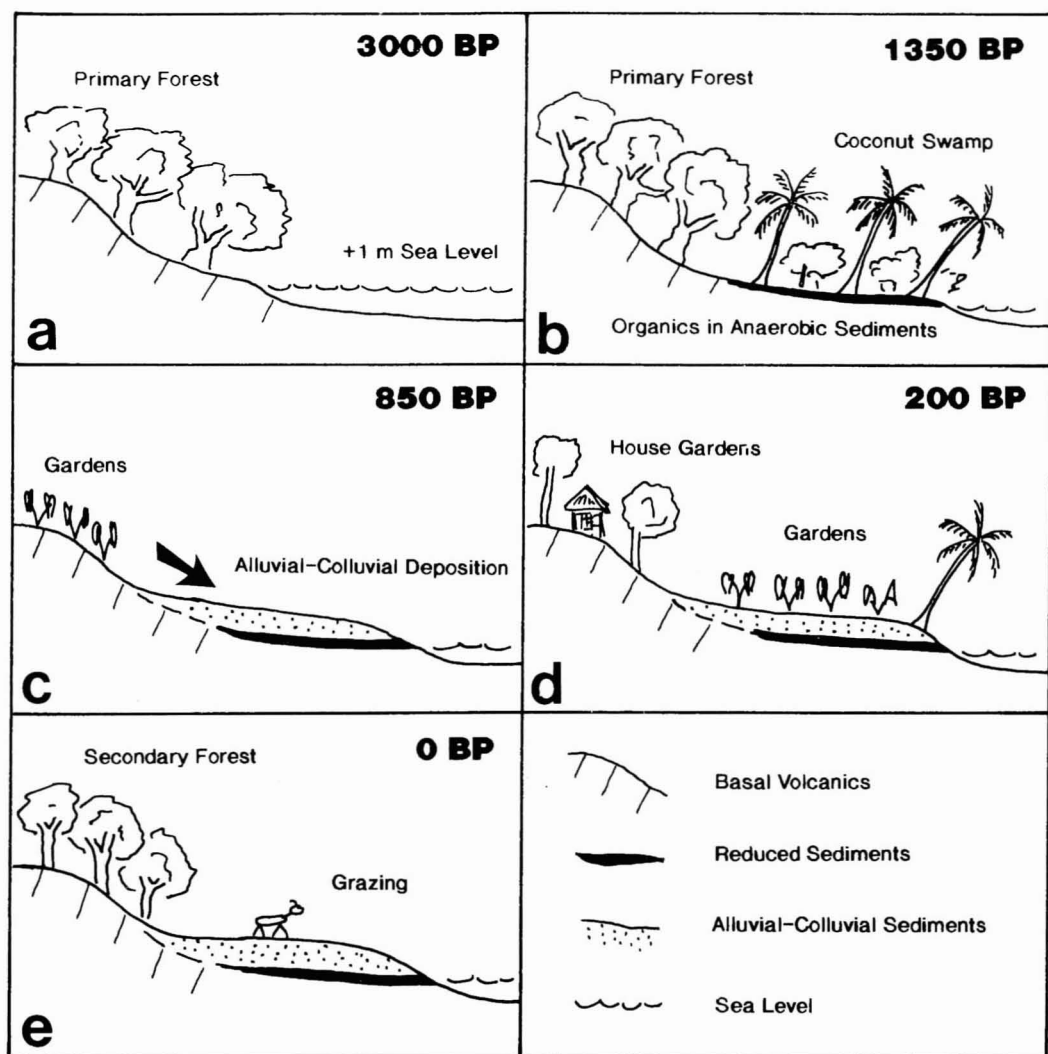 3000 BP
Primary Forest
+1 m Sea Level
a
1350 BP
Primary Forest
Coconut Swamp
Organics in Anaerobic Sediments
b
850 BP
Gardens
Alluvial-Colluvial Deposition
c
200 BP
House Gardens
Gardens
d
0 BP
Secondary Forest
Grazing
e
Basal Volcanics
Reduced Sediments
Alluvial-Colluvial Sediments
Sea Level